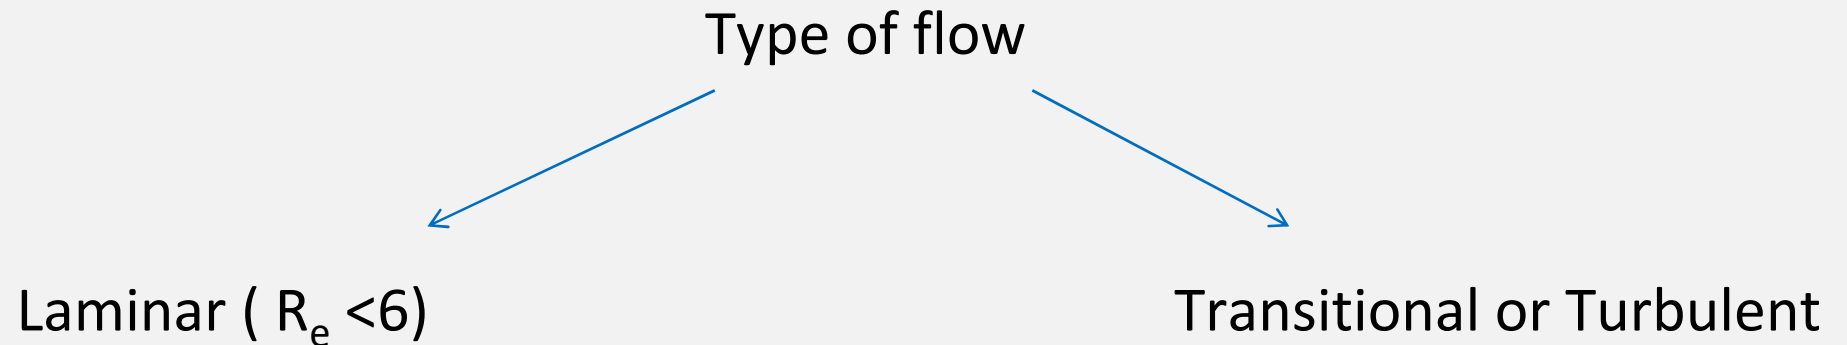 Type of flow
Laminar ( Re <6)
Transitional or Turbulent